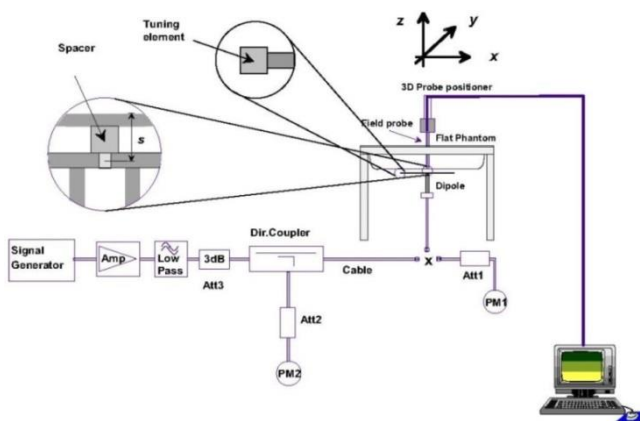 Tuning
element
Spacer
s
z
y
x
3D Probe positioner
Field probe
Flat Phantom
Dipole
Signal
Generator
Amp
Low
Pass
3dB
Att3
Dir.Coupler
Cable
x
Att1
PM1
Att2
PM2